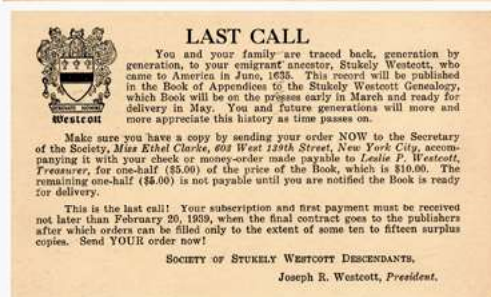 LAST CALL
You and your family are traced back, generation by
generation, to your emigrant ancestor, Stukely Westcott, who
came to America in June, 1635. This record will be published
in the Book of Appendices to the Stukely Westcott Genealogy,
which Book will be on the presses early in March and ready for
delivery in May. You and future generations will more and
more appreciate this history as time passes on.
Westcott
Make sure you have a copy by sending your order NOW to the Secretary
of the Society, Miss Ethel Clarke, 603 West 139th Street, New York City, accom-
panying it with your check or money-order made payable to Leslie P. Westcott,
Treasurer, for one-half ($5.00) of the price of the Book, which is $10.00. The
remaining one-half ($5.00) is not payable until you are notified the Book is ready
for delivery.
This is the last call! Your subscription and first payment must be received
not later than February 20, 1939, when the final contract goes to the publishers
after which orders can be filled only to the extent of some ten to fifteen surplus
copies. Send YOUR order now!
SOCIETY OF STUKELY WESTCOTT DESCENDANTS,
Joseph R. Westcott, President.